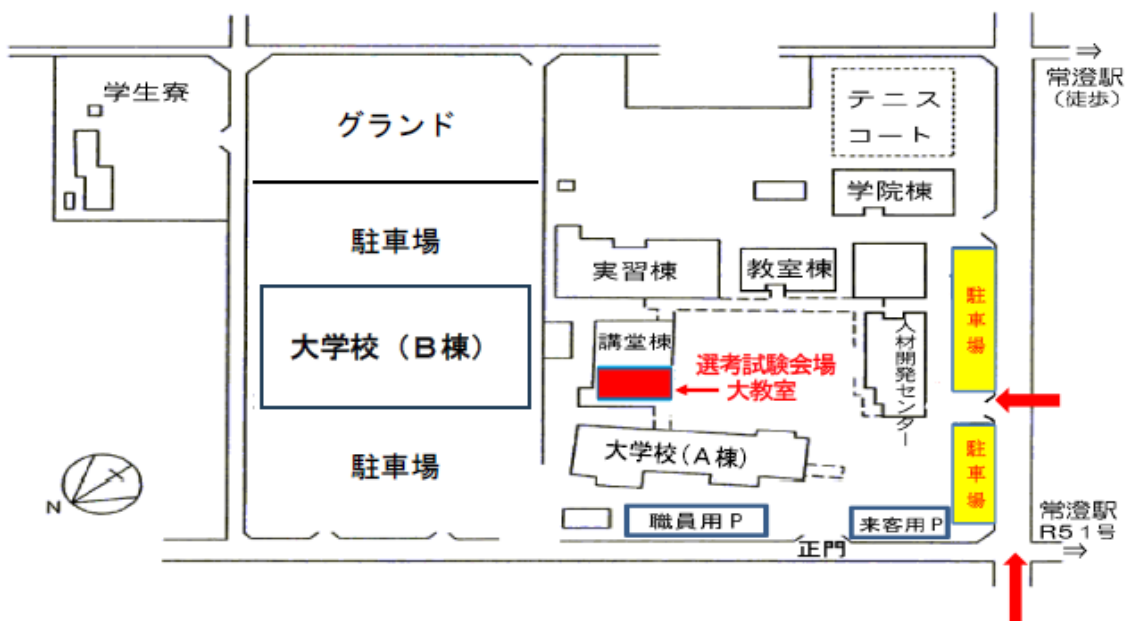 学生寮
グランド
テニス
コート
常澄駅
(徒歩)
学院棟
駐車場
実習棟
教室棟
駐車場
大学校（B棟）
講堂棟
人材開発センター
選考試験会場
大教室
大学校(A棟)
駐車場
駐車場
N
職員用P
来客用P
正門
常澄駅
R51号